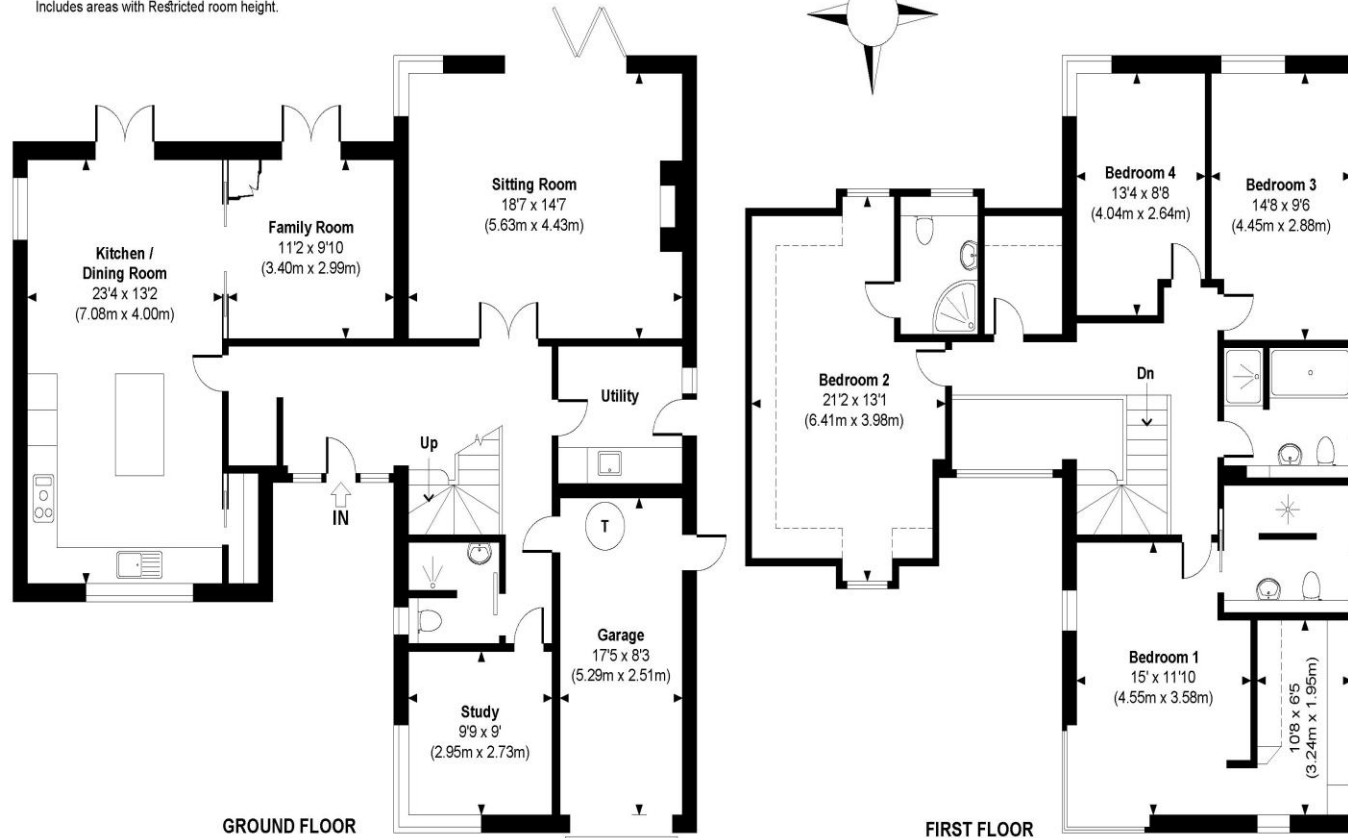 Includes areas with Restricted room height.
Kitchen /
Dining Room
23'4 x 13'2
(7.08m x 4.00m)
Family Room
11'2 x 9'10
(3.40m x 2.99m)
Sitting Room
18'7 x 14'7
(5.63m x 4.43m)
Utility
Up
IN
T
Garage
17'5 x 8'3
(5.29m x 2.51m)
Study
9'9 x 9'
(2.95m x 2.73m)
GROUND FLOOR
Bedroom 4
13'4 x 8'8
(4.04m x 2.64m)
Bedroom 3
14'8 x 9'6
(4.45m x 2.88m)
Bedroom 2
21'2 x 13'1
(6.41m x 3.98m)
Dn
Bedroom 1
15' x 11'10
(4.55m x 3.58m)
10'8 x 6'5
(3.24m x 1.95m)
FIRST FLOOR